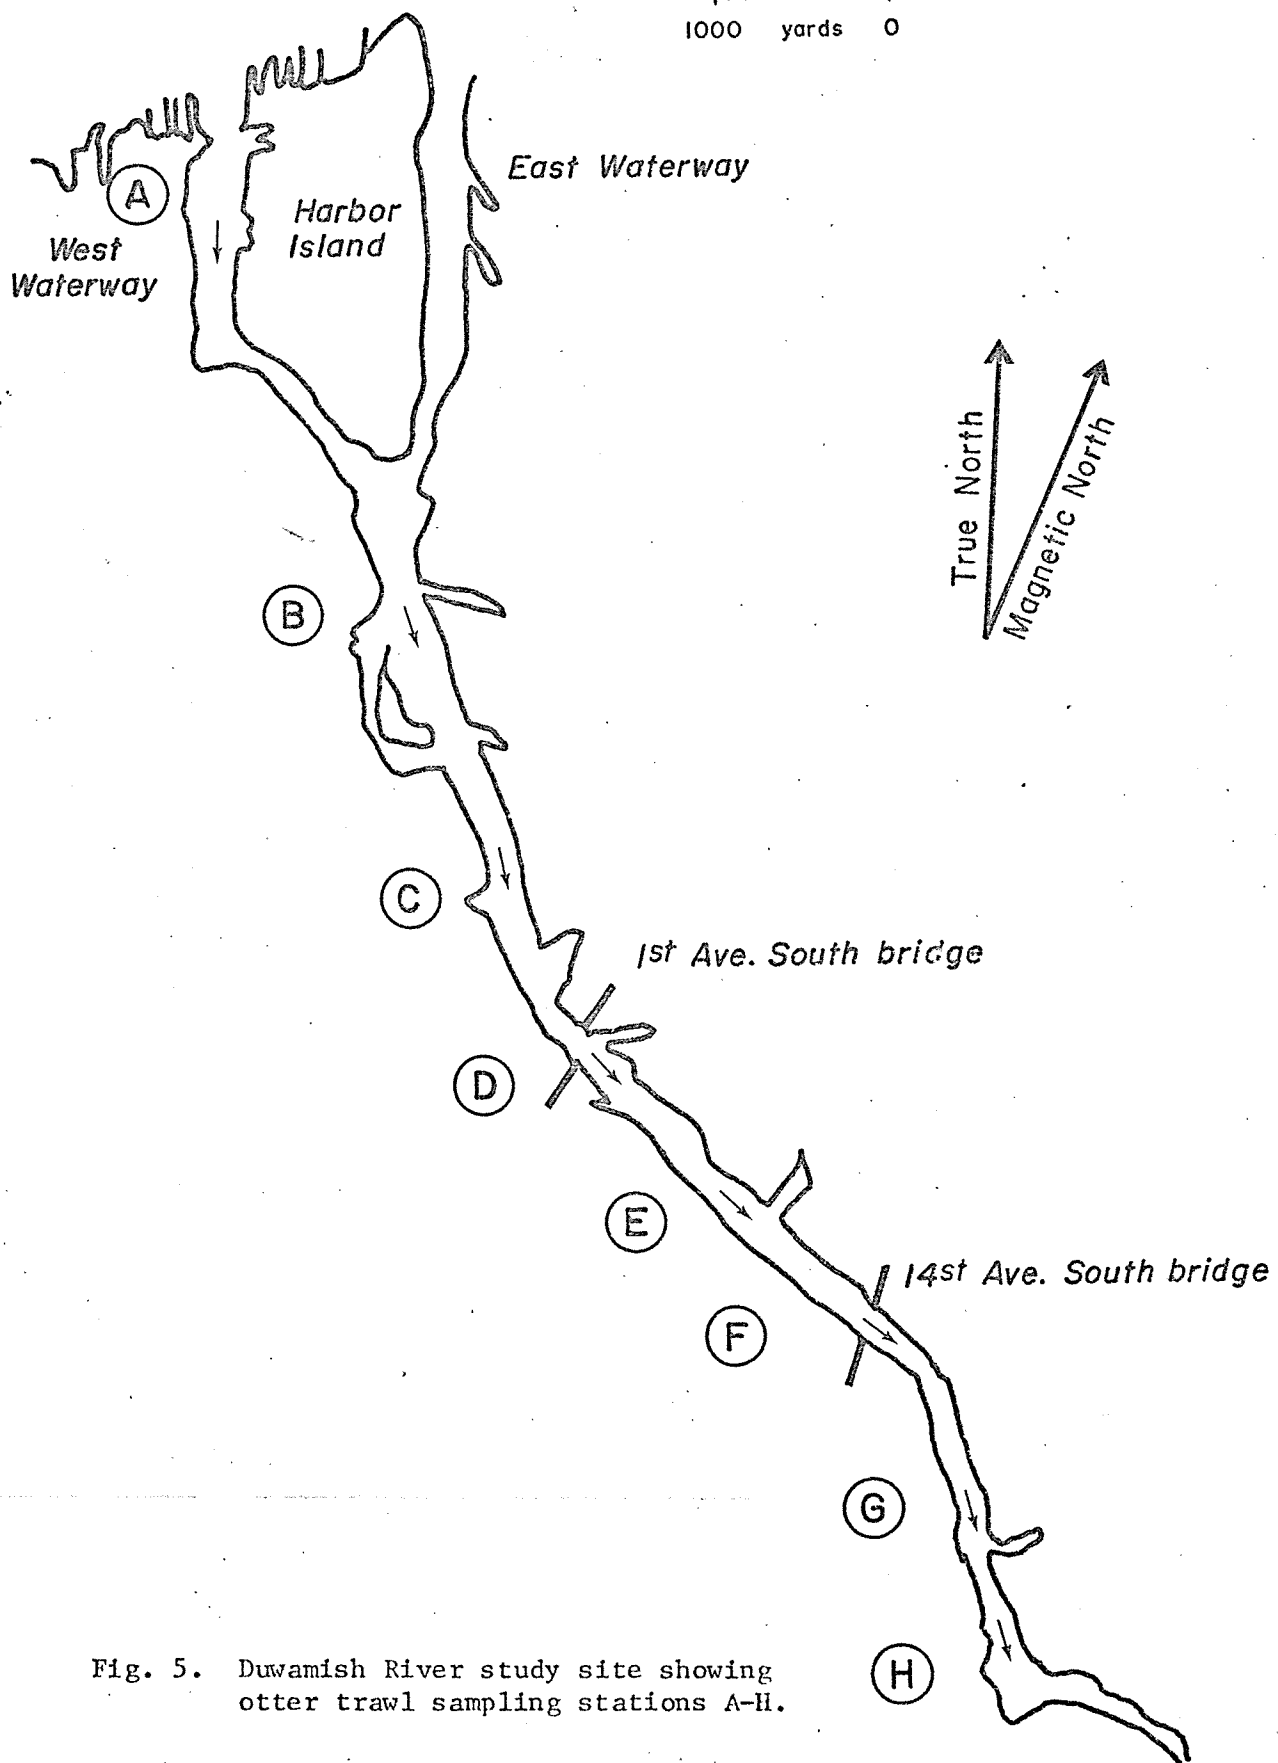 1000 yards 0
East Waterway
A
Harbor
Island
West
Waterway
True North
Magnetic North
B
C
1st Ave. South bridge
D
E
14st Ave. South bridge
F
G
H
Fig. 5. Duwamish River study site showing
otter trawl sampling stations A-H.